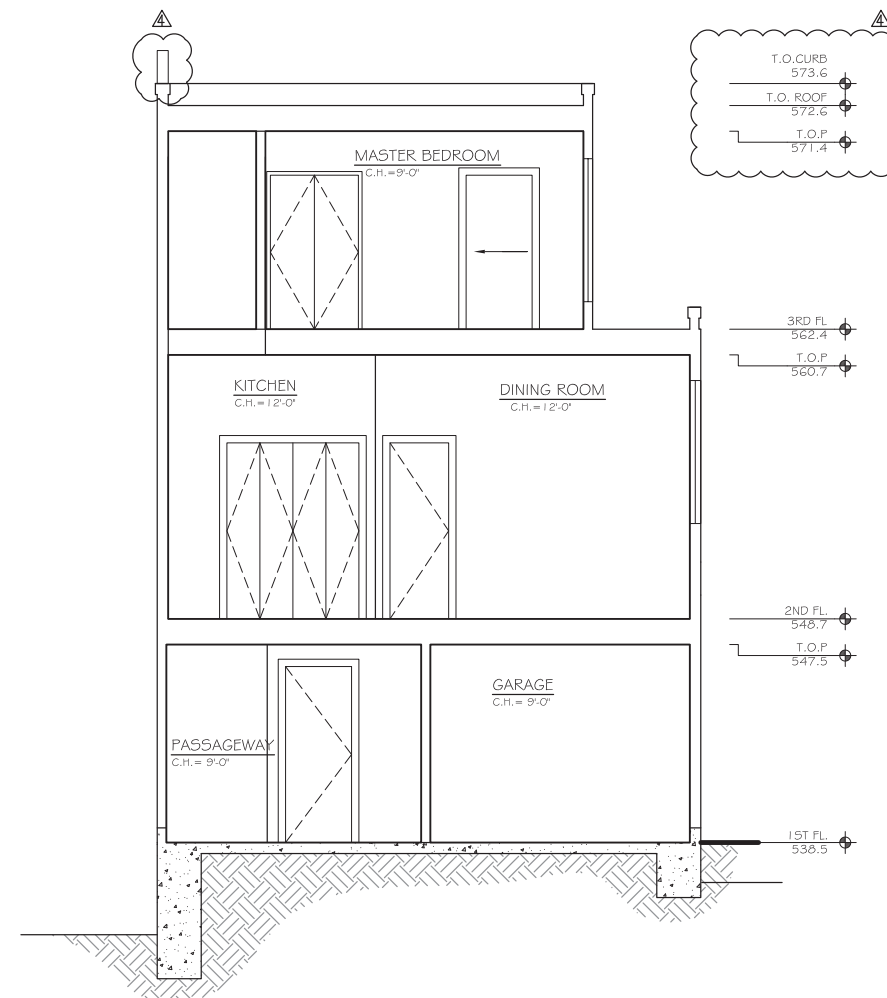 4
4
T.O.CURB
573.6
T.O. ROOF
572.6
T.O.P
571.4
MASTER BEDROOM
C.H.=9'-0"
3RD FL
562.4
T.O.P
560.7
KITCHEN
C.H.=12'-0"
DINING ROOM
C.H.=12'-0"
2ND FL.
548.7
T.O.P
547.5
GARAGE
C.H.= 9'-0"
PASSAGEWAY
C.H.= 9'-0"
1ST FL.
538.5